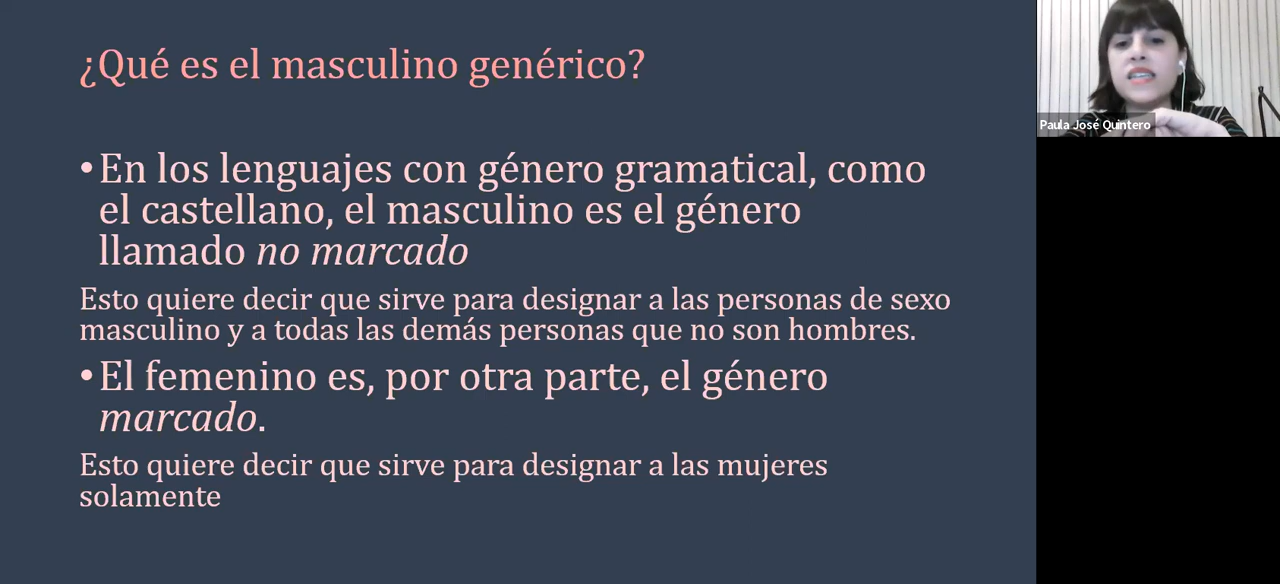 ¿Qué es el masculino genérico?
•En los lenguajes con género gramatical, como
el castellano, el masculino es el género
llamado no marcado
Esto quiere decir que sirve para designar a las personas de sexo
masculino y a todas las demás personas que no son hombres.
•El femenino es, por otra parte, el género
marcado.
Esto quiere decir que sirve para designar a las mujeres
solamente
Paula José Quintero